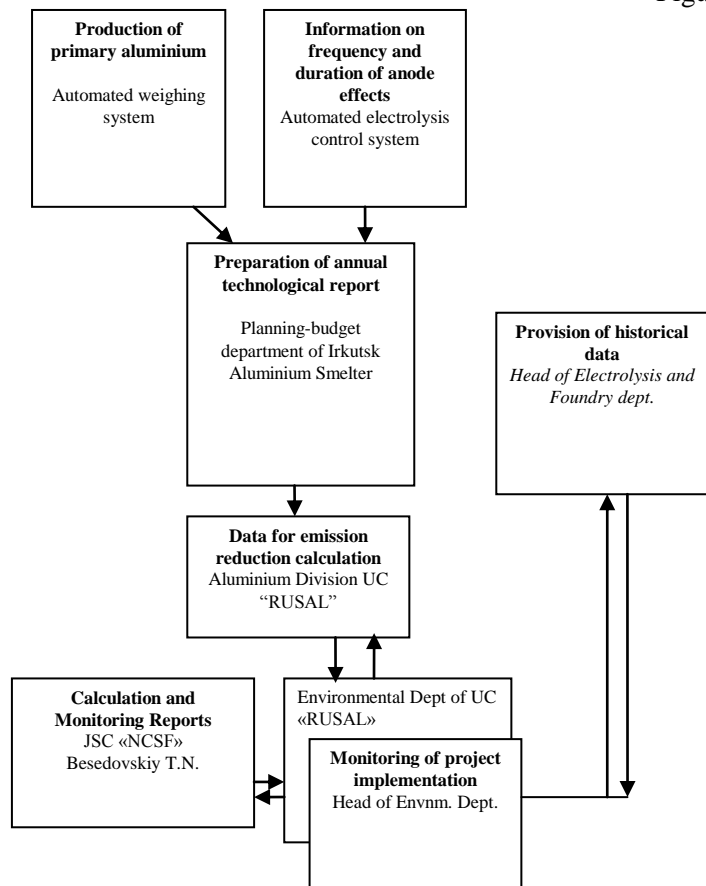 Figu
Production of
primary aluminium
Automated weighing
system
Information on
frequency and
duration of anode
effects
Automated electrolysis
control system
Preparation of annual
technological report
Planning-budget
department of Irkutsk
Aluminium Smelter
Provision of historical
data
Head of Electrolysis and
Foundry dept.
Data for emission
reduction calculation
Aluminium Division UC
“RUSAL”
Calculation and
Monitoring Reports
JSC «NCSF»
Besedovskiy T.N.
Environmental Dept of UC
«RUSAL»
Monitoring of project
implementation
Head of Envnm. Dept.